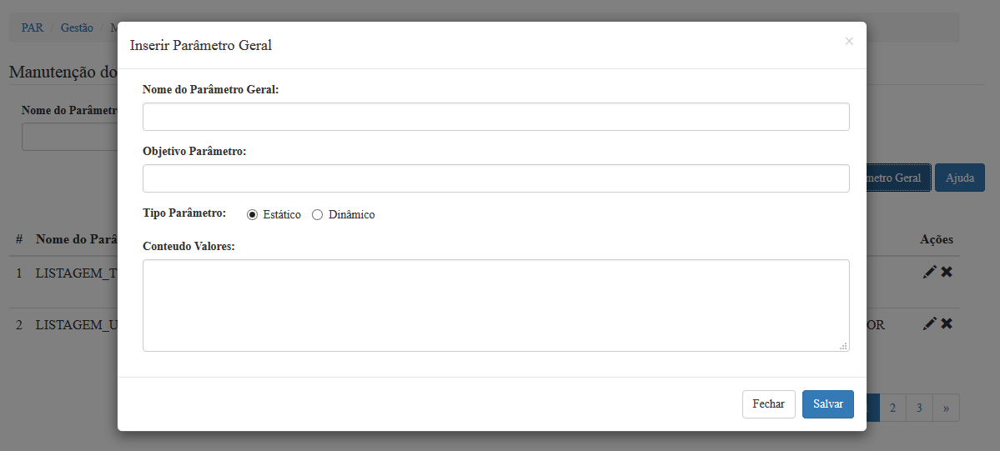 PAR / Gestão / M
Inserir Parâmetro Geral ×
Manutenção do
Nome do Parâmetro Geral:
Nome do Parâmetr
Objetivo Parâmetro:
metro Geral Ajuda
Tipo Parâmetro: Estático Dinâmico
# Nome do Parâ Ações
Conteudo Valores:
1 LISTAGEM_T
2 LISTAGEM_U OR
Fechar Salvar
2 3 »